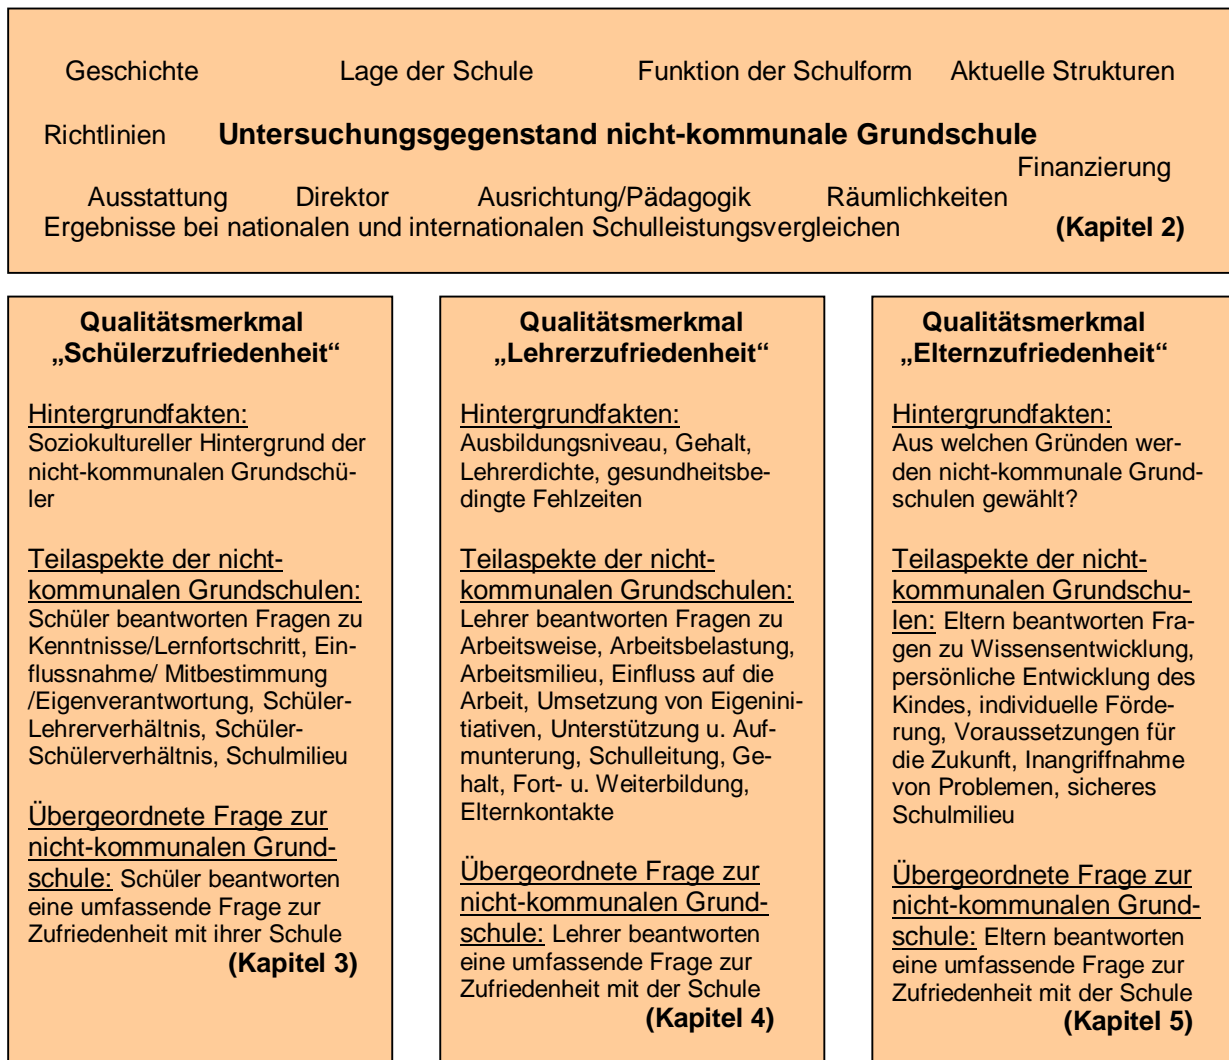 Geschichte Lage der Schule Funktion der Schulform Aktuelle Strukturen
Richtlinien Untersuchungsgegenstand nicht-kommunale Grundschule
Finanzierung
Ausstattung Direktor Ausrichtung/Pädagogik Räumlichkeiten
Ergebnisse bei nationalen und internationalen Schulleistungsvergleichen (Kapitel 2)
Qualitätsmerkmal
„Schülerzufriedenheit“
Hintergrundfakten:
Soziokultureller Hintergrund der
nicht-kommunalen Grundschü-
ler
Teilaspekte der nicht-
kommunalen Grundschulen:
Schüler beantworten Fragen zu
Kenntnisse/Lernfortschritt, Ein-
flussnahme/ Mitbestimmung
/Eigenverantwortung, Schüler-
Lehrerverhältnis, Schüler-
Schülerverhältnis, Schulmilieu
Übergeordnete Frage zur
nicht-kommunalen Grund-
schule: Schüler beantworten
eine umfassende Frage zur
Zufriedenheit mit ihrer Schule
(Kapitel 3)
Qualitätsmerkmal
„Lehrerzufriedenheit“
Hintergrundfakten:
Ausbildungsniveau, Gehalt,
Lehrerdichte, gesundheitsbe-
dingte Fehlzeiten
Teilaspekte der nicht-
kommunalen Grundschulen:
Lehrer beantworten Fragen zu
Arbeitsweise, Arbeitsbelastung,
Arbeitsmilieu, Einfluss auf die
Arbeit, Umsetzung von Eigenini-
tiativen, Unterstützung u. Auf-
munterung, Schulleitung, Ge-
halt, Fort- u. Weiterbildung,
Elternkontakte
Übergeordnete Frage zur
nicht-kommunalen Grund-
schule: Lehrer beantworten
eine umfassende Frage zur
Zufriedenheit mit der Schule
(Kapitel 4)
Qualitätsmerkmal
„Elternzufriedenheit“
Hintergrundfakten:
Aus welchen Gründen wer-
den nicht-kommunale Grund-
schulen gewählt?
Teilaspekte der nicht-
kommunalen Grundschu-
len: Eltern beantworten Fra-
gen zu Wissensentwicklung,
persönliche Entwicklung des
Kindes, individuelle Förde-
rung, Voraussetzungen für
die Zukunft, Inangriffnahme
von Problemen, sicheres
Schulmilieu
Übergeordnete Frage zur
nicht-kommunalen Grund-
schule: Eltern beantworten
eine umfassende Frage zur
Zufriedenheit mit der Schule
(Kapitel 5)